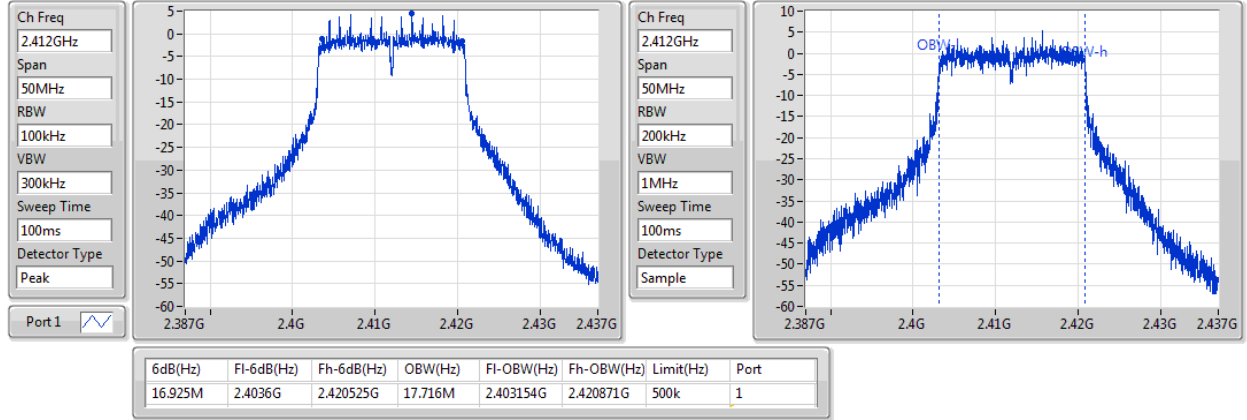 Ch Freq
2.412GHz
Span
50MHz
RBW
100kHz
VBW
300kHz
Sweep Time
100ms
Detector Type
Peak
Port 1
5
0
-5
-10
-15
-20
-25
-30
-35
-40
-45
-50
-55
-60
2.387G 2.4G 2.41G 2.42G 2.43G 2.437G
Ch Freq
2.412GHz
Span
50MHz
RBW
200kHz
VBW
1MHz
Sweep Time
100ms
Detector Type
Sample
10
5
0
-5
-10
-15
-20
-25
-30
-35
-40
-45
-50
-55
-60
2.387G 2.4G 2.41G 2.42G 2.43G 2.437G
6dB(Hz) Fl-6dB(Hz) Fh-6dB(Hz) OBW(Hz) Fl-OBW(Hz) Fh-OBW(Hz) Limit(Hz) Port
16.925M 2.4036G 2.420525G 17.716M 2.403154G 2.420871G 500k 1